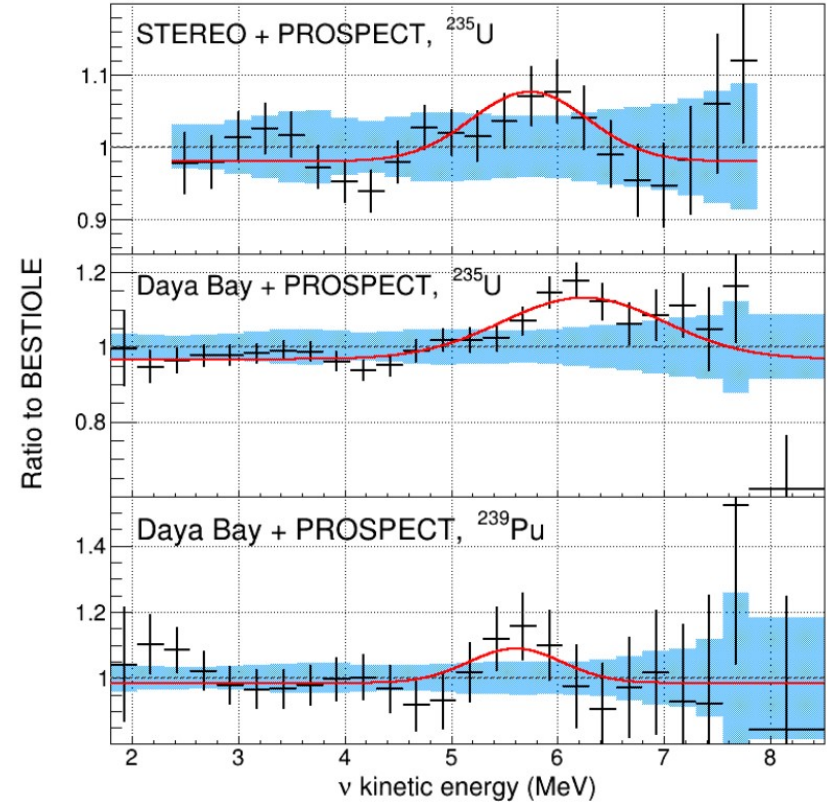 STEREO + PROSPECT, ²³⁵U
1.1
1
0.9
Daya Bay + PROSPECT, ²³⁵U
1.2
1
0.8
Daya Bay + PROSPECT, ²³⁹Pu
1.4
1.2
1
Ratio to BESTIOLE
2 3 4 5 6 7 8
ν kinetic energy (MeV)